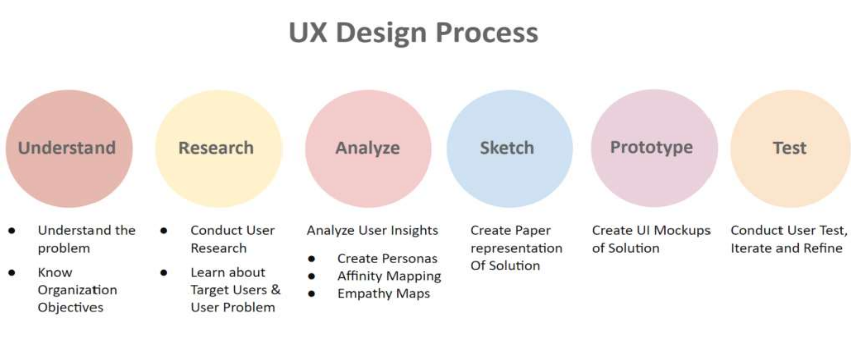 UX Design Process
Understand
Research
Analyze
Sketch
Prototype
Test
● Understand the
problem
● Know
Organization
Objectives
● Conduct User
Research
● Learn about
Target Users &
User Problem
Analyze User Insights
● Create Personas
● Affinity Mapping
● Empathy Maps
Create Paper
representation
Of Solution
Create UI Mockups
of Solution
Conduct User Test,
Iterate and Refine